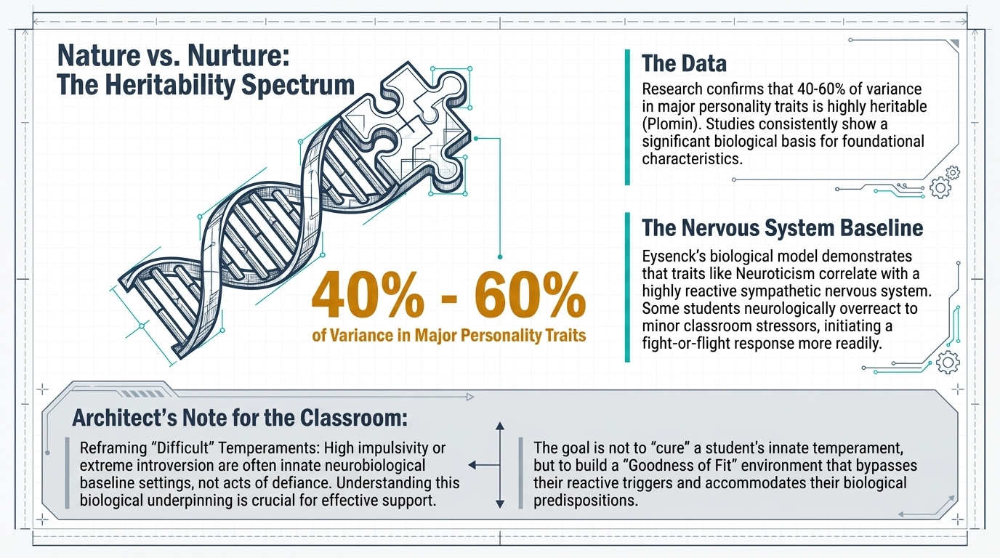 Nature vs. Nurture:
The Heritability Spectrum
40% - 60%
of Variance in Major Personality Traits
The Data
Research confirms that 40-60% of variance
in major personality traits is highly heritable
(Plomin). Studies consistently show a
significant biological basis for foundational
characteristics.
The Nervous System Baseline
Eysenck's biological model demonstrates
that traits like Neuroticism correlate with a
highly reactive sympathetic nervous system.
Some students neurologically overreact to
minor classroom stressors, initiating a
fight-or-flight response more readily.
Architect's Note for the Classroom:
Reframing "Difficult" Temperaments: High impulsivity or
extreme introversion are often innate neurobiological
baseline settings, not acts of defiance. Understanding this
biological underpinning is crucial for effective support.
The goal is not to "cure" a student's innate temperament,
but to build a "Goodness of Fit" environment that bypasses
their reactive triggers and accommodates their biological
predispositions.